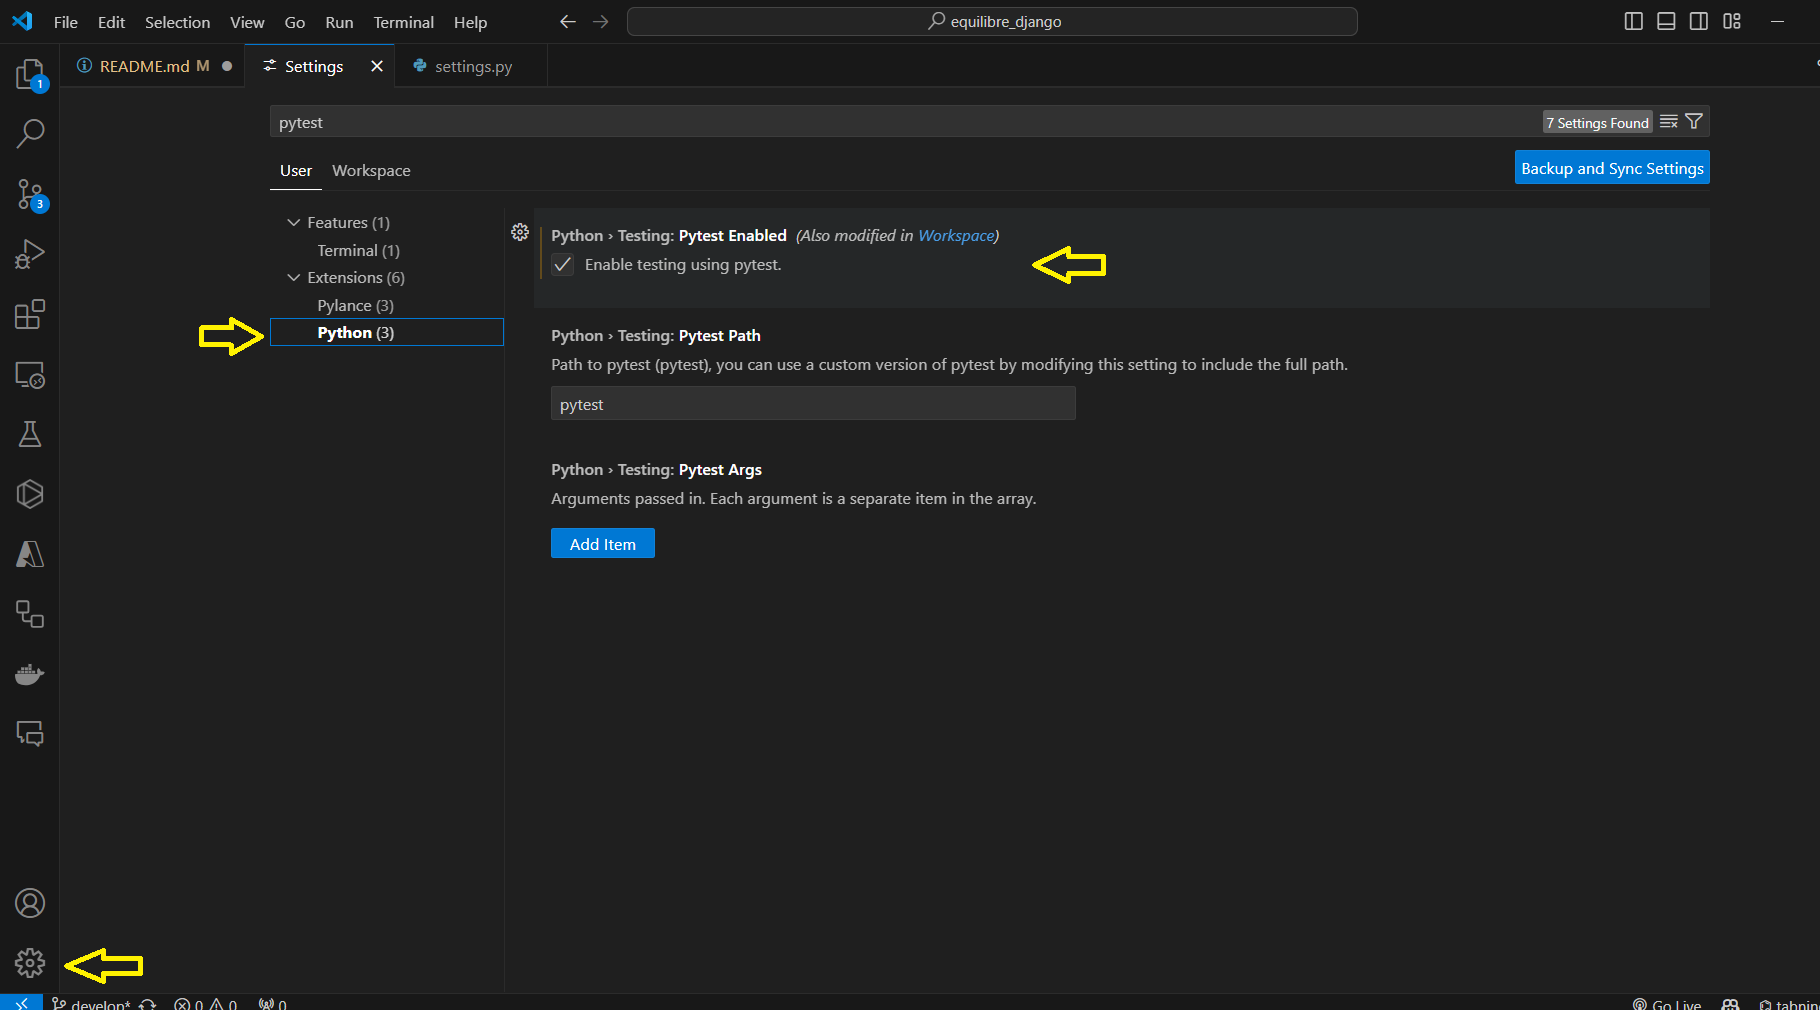 File Edit Selection View Go Run Terminal Help
equilibre_django
README.md M
Settings
settings.py
1
3
pytest
7 Settings Found
User Workspace
Backup and Sync Settings
Features (1)
Terminal (1)
Extensions (6)
Pylance (3)
Python (3)
Python › Testing: Pytest Enabled (Also modified in Workspace)
Enable testing using pytest.
Python › Testing: Pytest Path
Path to pytest (pytest), you can use a custom version of pytest by modifying this setting to include the full path.
pytest
Python › Testing: Pytest Args
Arguments passed in. Each argument is a separate item in the array.
Add Item
develop* 0 0 0
Go Live tabnin